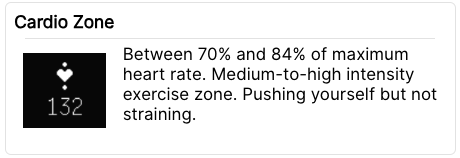 Cardio Zone
132
Between 70% and 84% of maximum
heart rate. Medium-to-high intensity
exercise zone. Pushing yourself but not
straining.